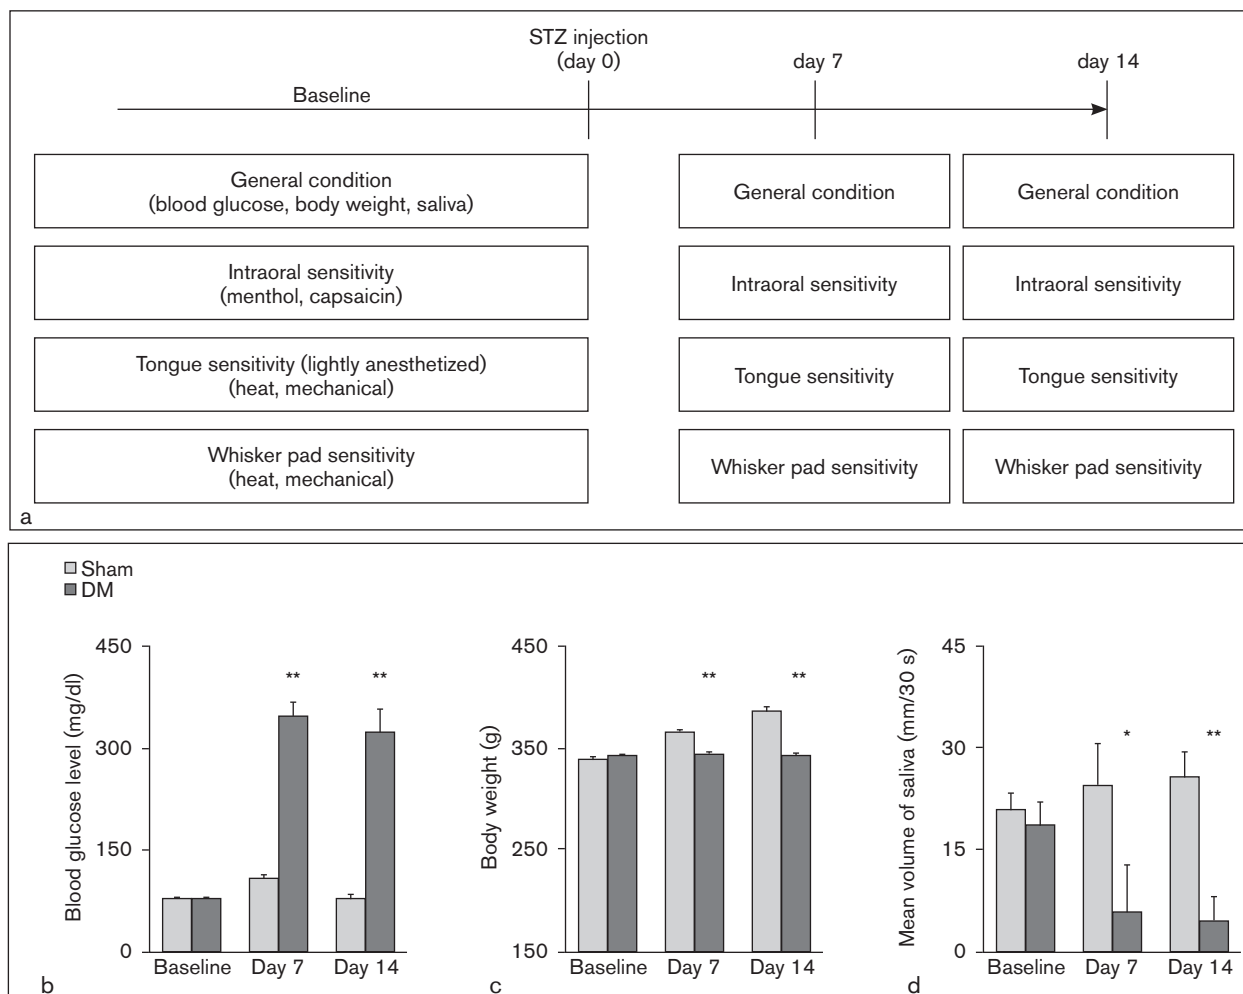 STZ injection
(day 0)
day 7
day 14
Baseline
General condition
(blood glucose, body weight, saliva)
General condition
General condition
Intraoral sensitivity
(menthol, capsaicin)
Intraoral sensitivity
Intraoral sensitivity
Tongue sensitivity (lightly anesthetized)
(heat, mechanical)
Tongue sensitivity
Tongue sensitivity
Whisker pad sensitivity
(heat, mechanical)
Whisker pad sensitivity
Whisker pad sensitivity
a
Sham
DM
Blood glucose level (mg/dl)
450
300
150
0
**
**
Baseline
Day 7
Day 14
b
Body weight (g)
450
350
250
150
**
**
Baseline
Day 7
Day 14
c
Mean volume of saliva (mm/30 s)
45
30
15
0
*
**
Baseline
Day 7
Day 14
d